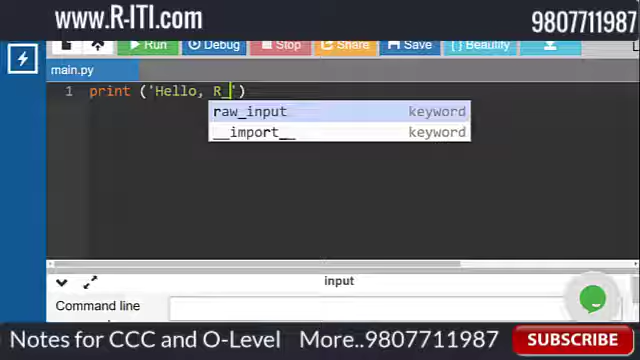 www.R-ITI.com
9807711987
Run Debug Stop Share Save { } Beautify
main.py
1 print ('Hello, R_')
raw_input keyword
__import__ keyword
input
Command line
Notes for CCC and O-Level More..9807711987 SUBSCRIBE